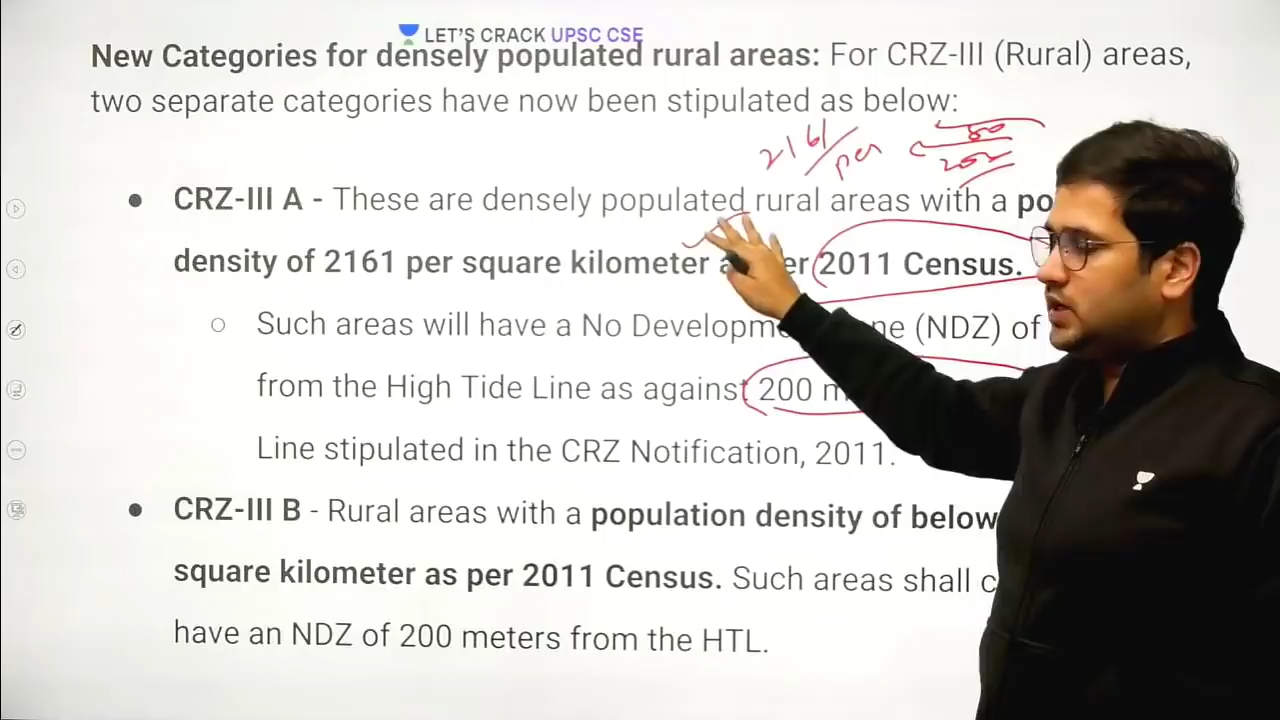 LET'S CRACK UPSC CSE
New Categories for densely populated rural areas: For CRZ-III (Rural) areas,
two separate categories have now been stipulated as below:
2161/per 50
202
● CRZ-III A - These are densely populated rural areas with a po
density of 2161 per square kilometer a er 2011 Census.
○ Such areas will have a No Developme ne (NDZ) of
from the High Tide Line as against 200 m
Line stipulated in the CRZ Notification, 2011.
● CRZ-III B - Rural areas with a population density of below
square kilometer as per 2011 Census. Such areas shall c
have an NDZ of 200 meters from the HTL.